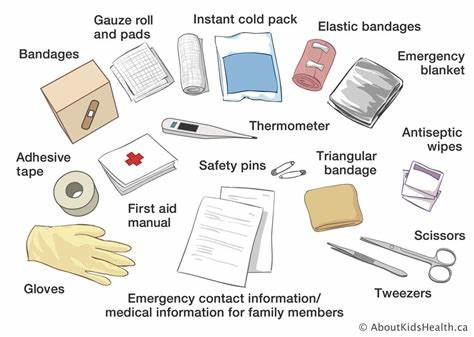 Gauze roll
and pads
Instant cold pack
Elastic bandages
Bandages
Emergency
blanket
Thermometer
Antiseptic
wipes
Adhesive
tape
Safety pins
Triangular
bandage
First aid
manual
Scissors
Gloves
Emergency contact information/
medical information for family members
Tweezers
© AboutKidsHealth.ca